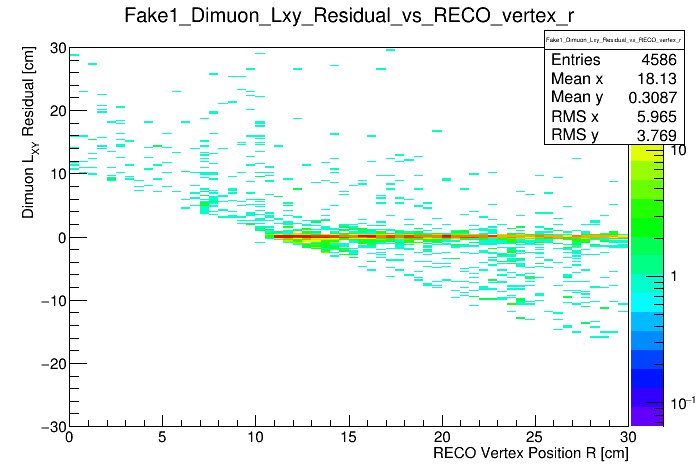 Fake1_Dimuon_Lxy_Residual_vs_RECO_vertex_r
Fake1_Dimuon_Lxy_Residual_vs_RECO_vertex_r
Entries 4586
Mean x 18.13
Mean y 0.3087
RMS x 5.965
RMS y 3.769
Dimuon LXY Residual [cm]
30
20
10
0
−10
−20
−30
0 5 10 15 20 25 30
RECO Vertex Position R [cm]
10
1
10−1